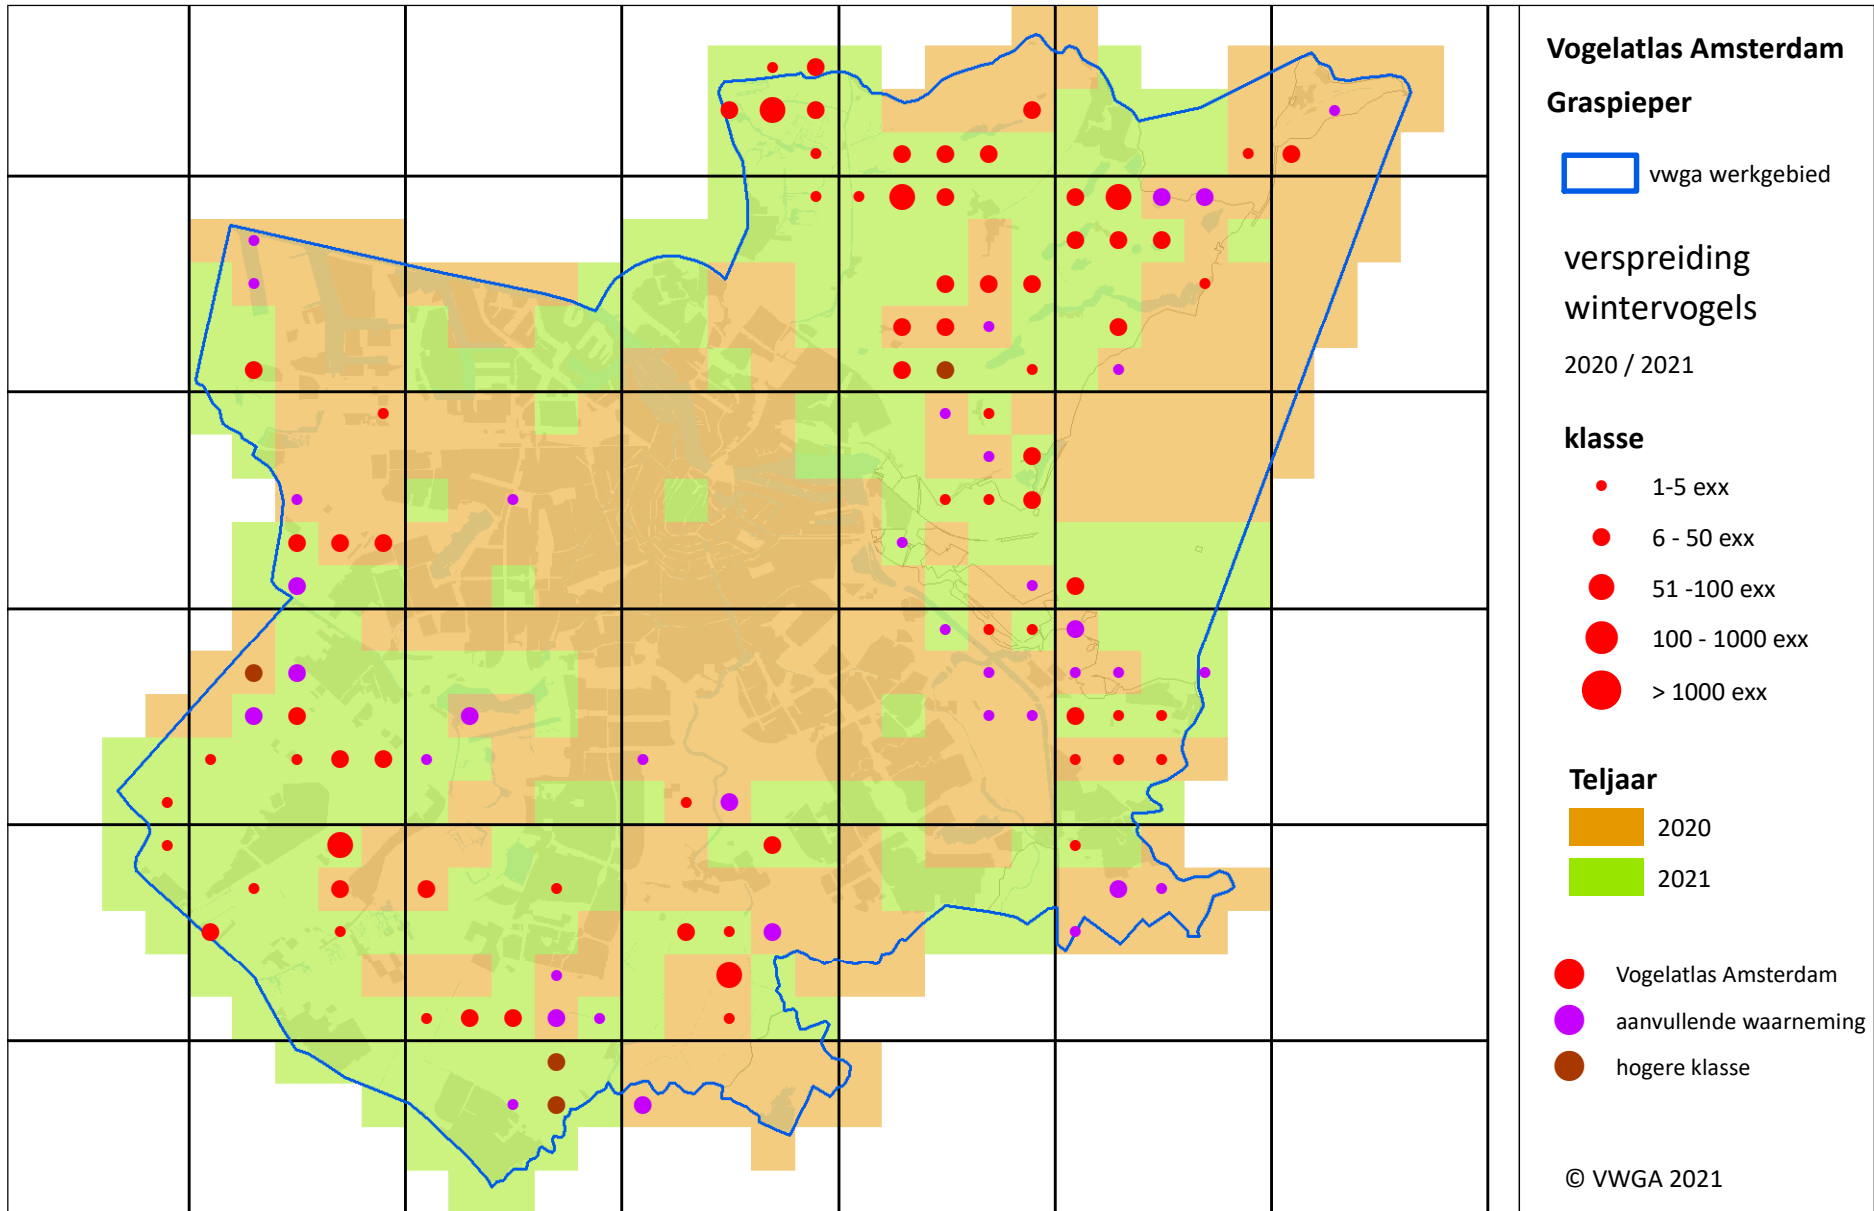 Vogelatlas Amsterdam
Graspieper
vwga werkgebied
verspreiding
wintervogels
2020 / 2021
klasse
1-5 exx
6 - 50 exx
51 -100 exx
100 - 1000 exx
> 1000 exx
Teljaar
2020
2021
Vogelatlas Amsterdam
aanvullende waarneming
hogere klasse
© VWGA 2021